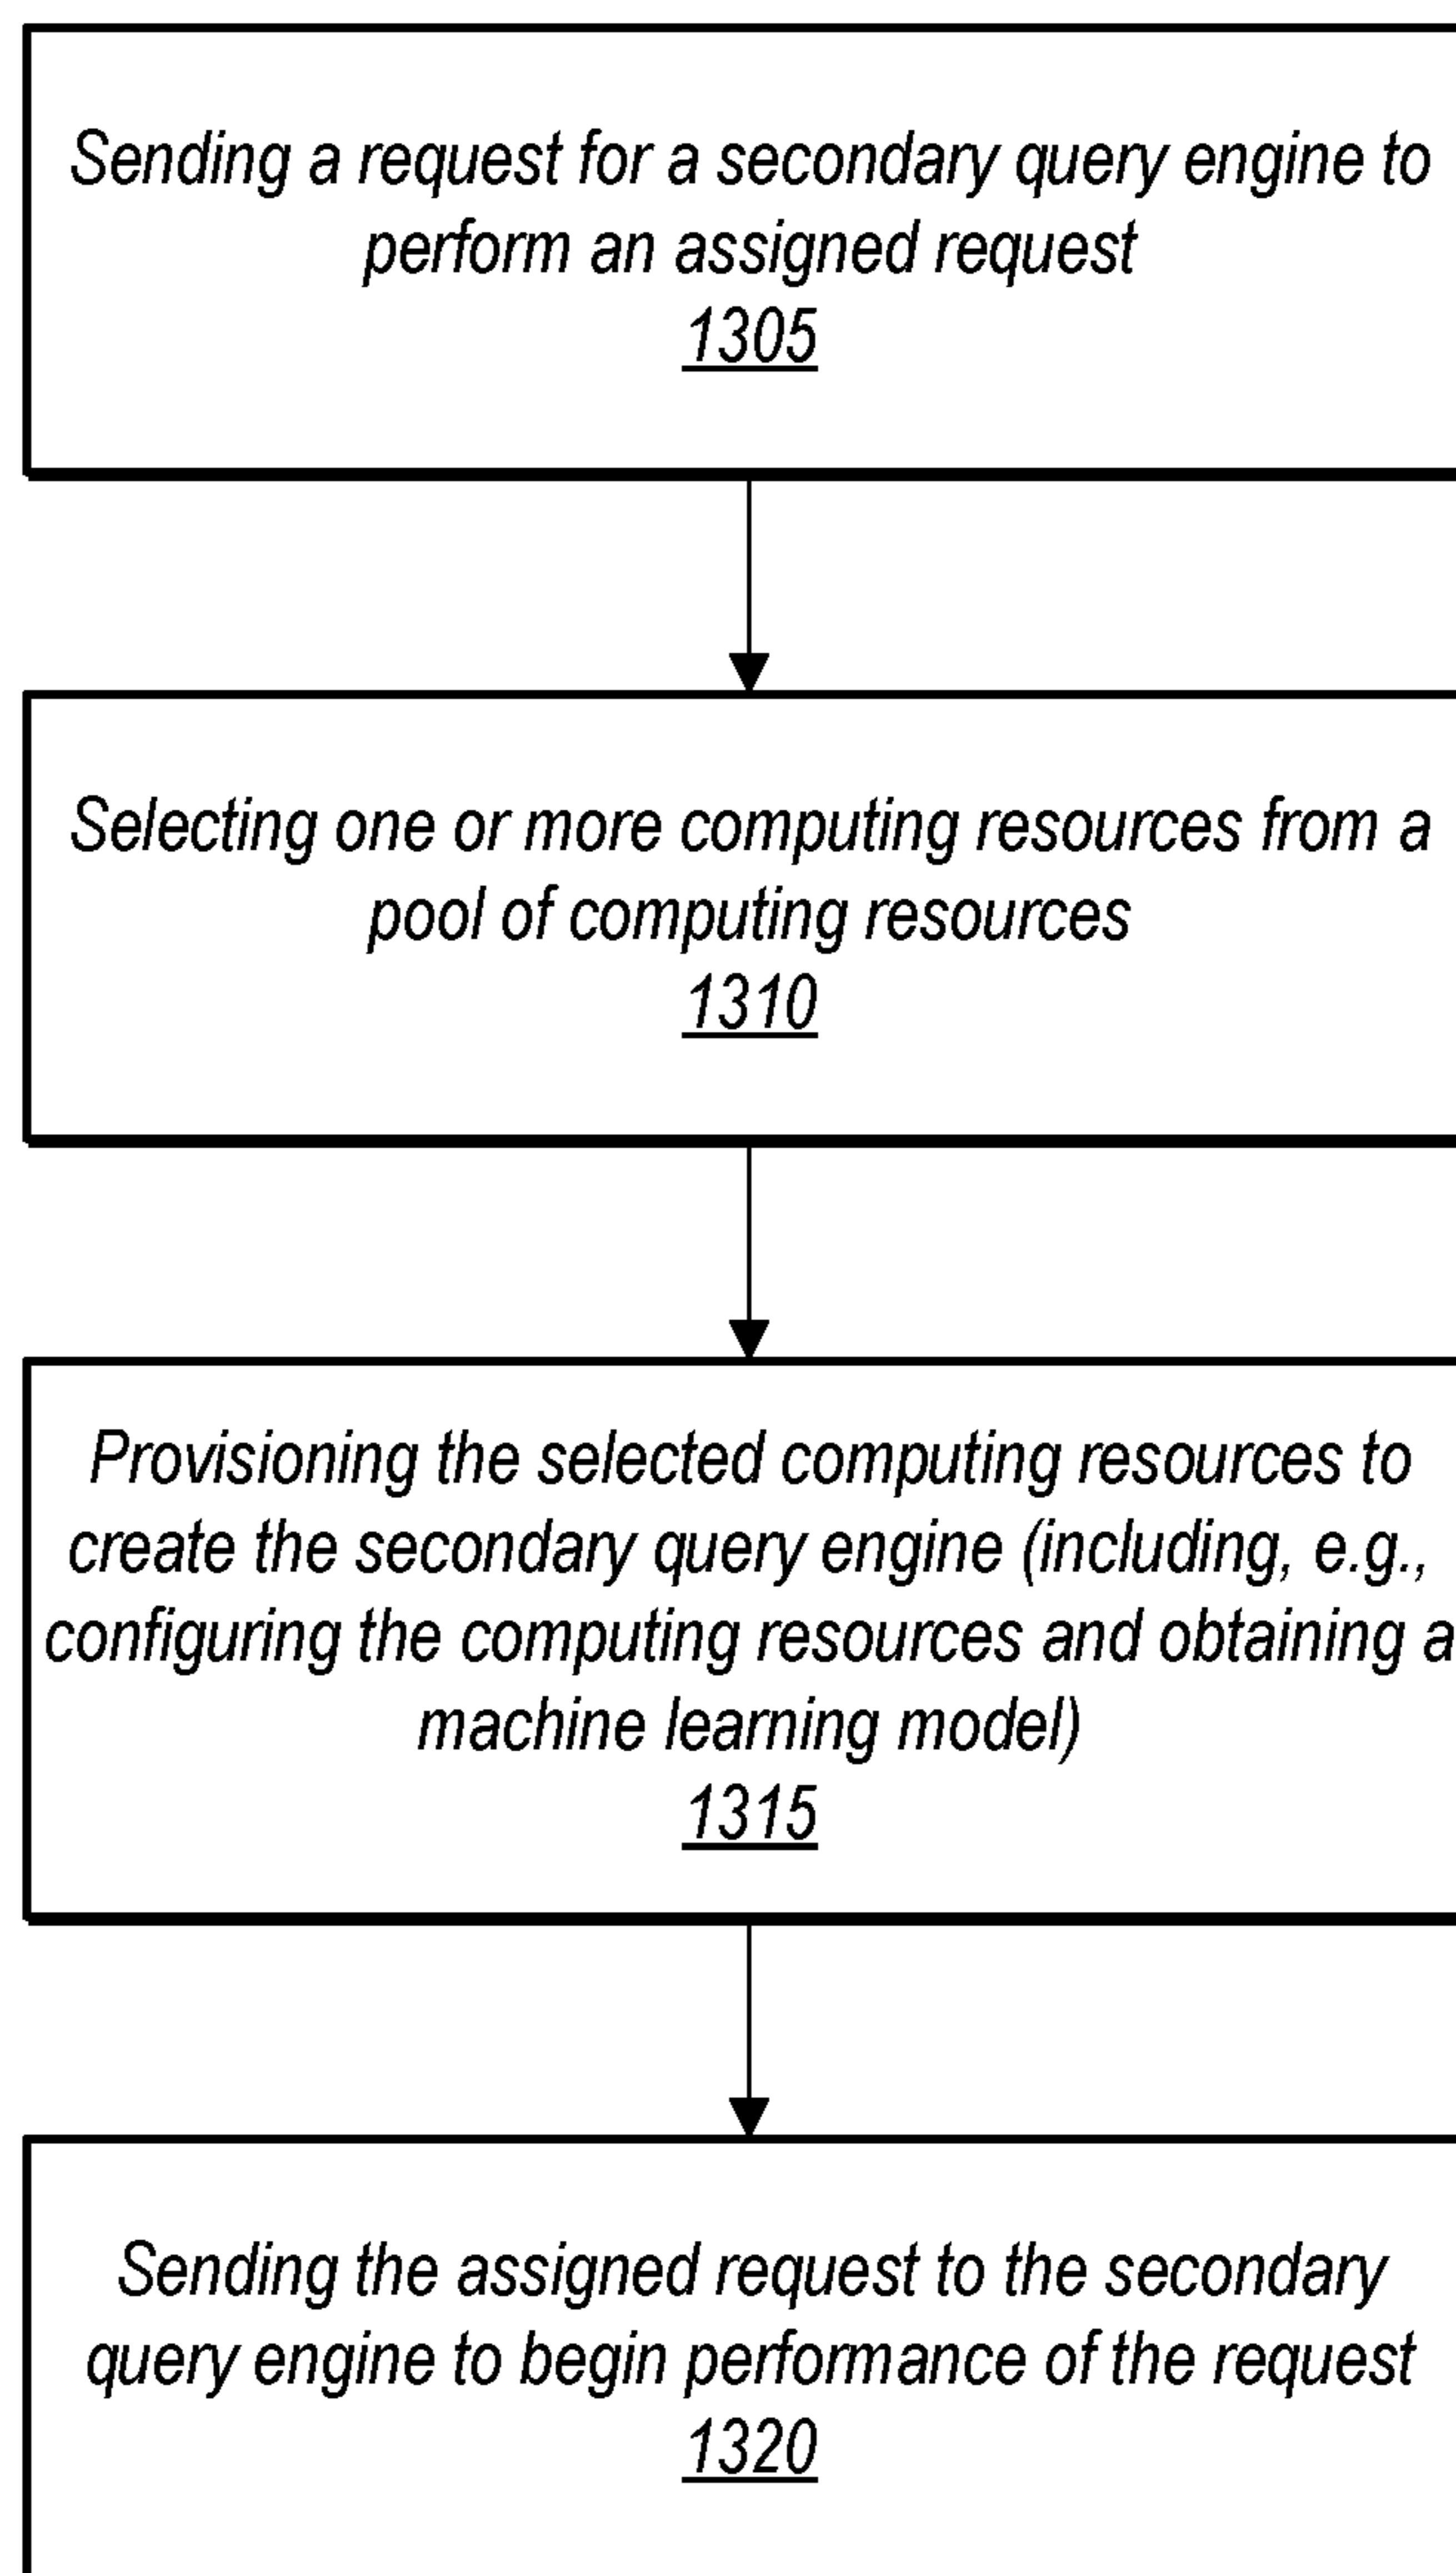 Sending a request for a secondary query engine to
perform an assigned request
1305
Selecting one or more computing resources from a
pool of computing resources
1310
Provisioning the selected computing resources to
create the secondary query engine (including, e.g.,
configuring the computing resources and obtaining a
machine learning model)
1315
Sending the assigned request to the secondary
query engine to begin performance of the request
1320